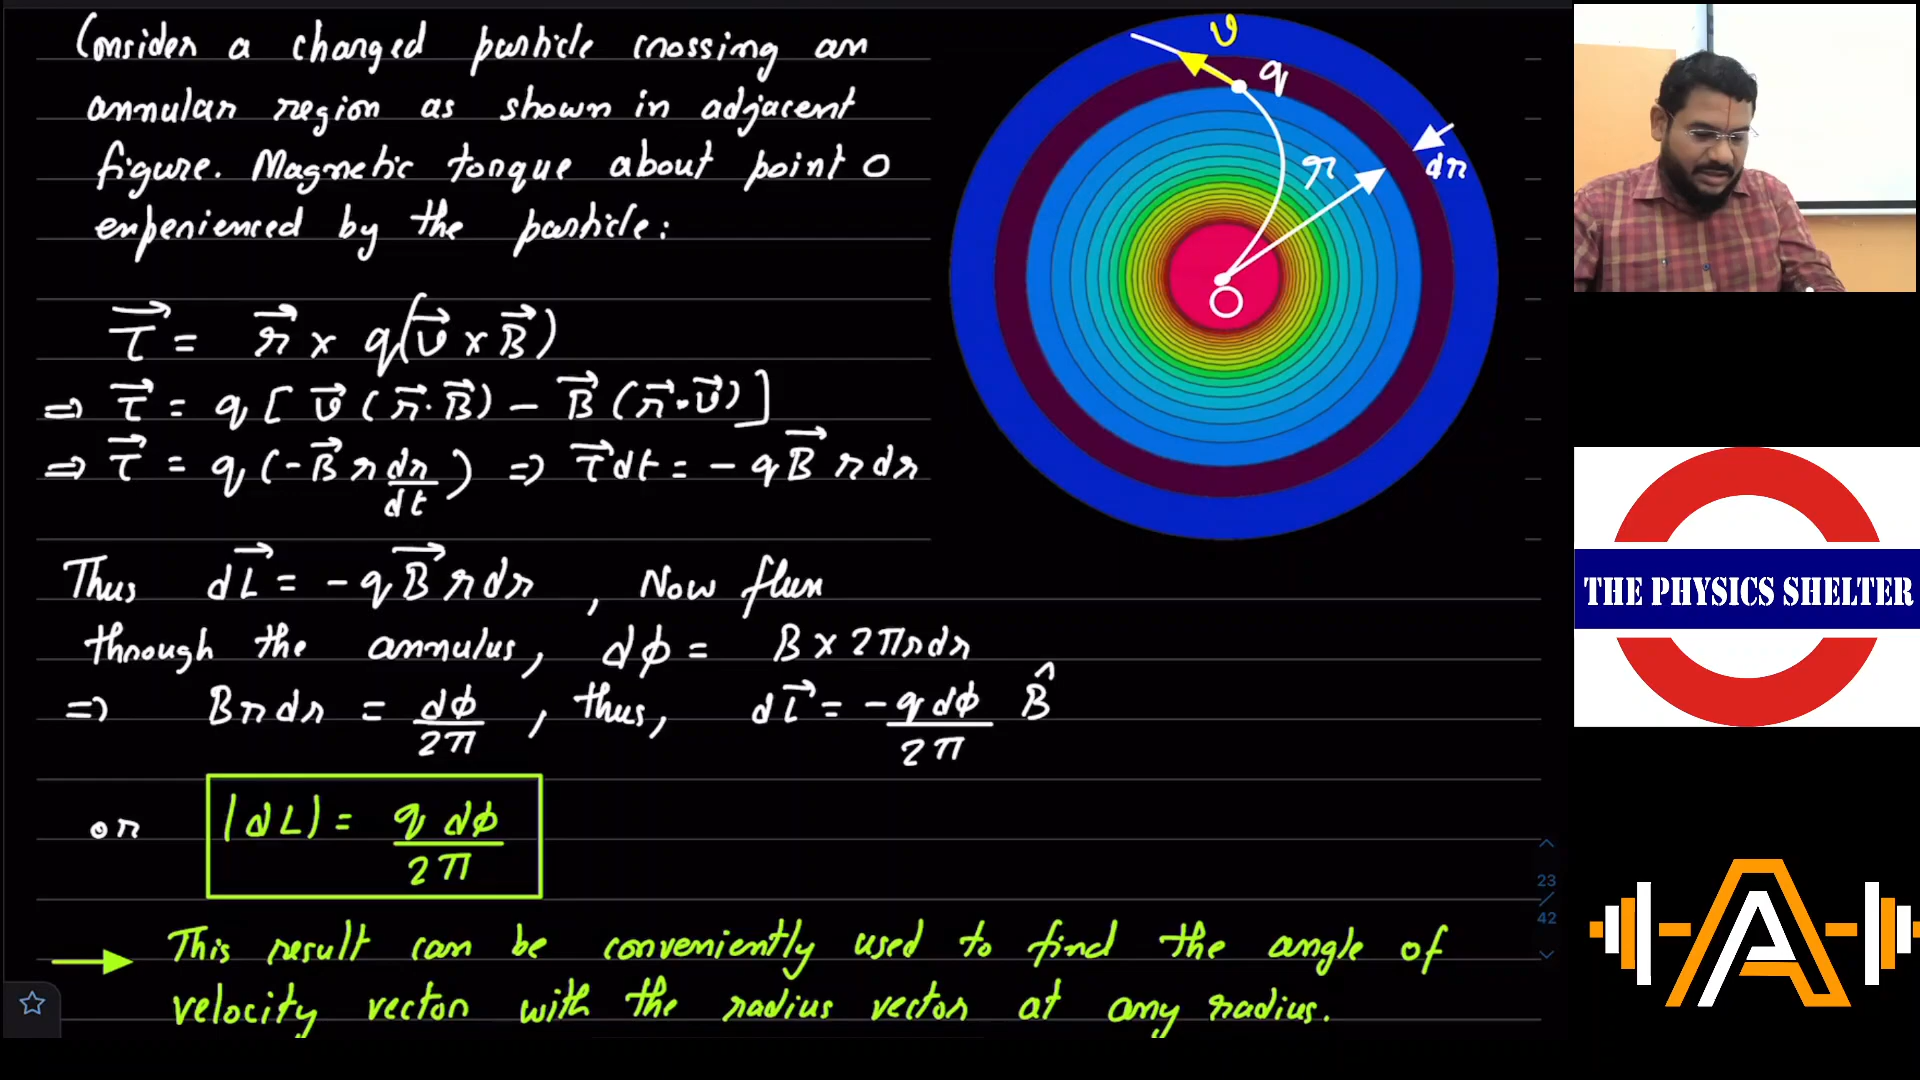 Consider a charged particle crossing an
annular region as shown in adjacent
figure. Magnetic torque about point O
experienced by the particle:
τ⃗ = r⃗ × q(v⃗ × B⃗)
⇒ τ⃗ = q [ v⃗ (r⃗·B⃗) − B⃗ (r⃗·v⃗) ]
⇒ τ⃗ = q (−B⃗ r dr/dt) ⇒ τ⃗ dt = − q B⃗ r dr
Thus dL⃗ = − q B⃗ r dr , Now flux
through the annulus, dϕ = B × 2πr dr
⇒ B r dr = dϕ/2π , thus, dL⃗ = −q dϕ/2π B̂
or |dL| = q dϕ/2π
→ This result can be conveniently used to find the angle of
velocity vector with the radius vector at any radius.
v
q
r
dr
O
23
/
42
THE PHYSICS SHELTER
A